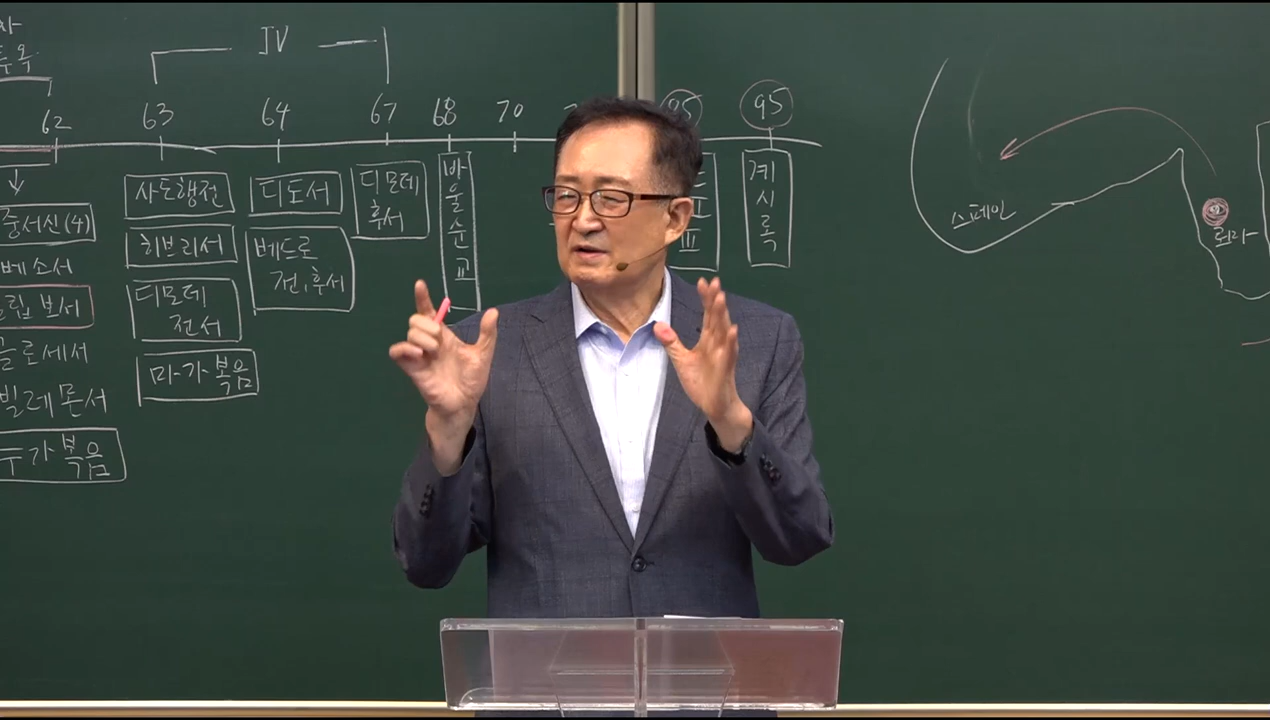 IV
62
63
64
67
68
70
95
95
중서신(4)
베소서
립보서
골로새서
빌레몬서
누가복음
사도행전
히브리서
디모데
전서
마가복음
디도서
베드로
전,후서
디모데
후서
바울순교
계시록
스페인
로마